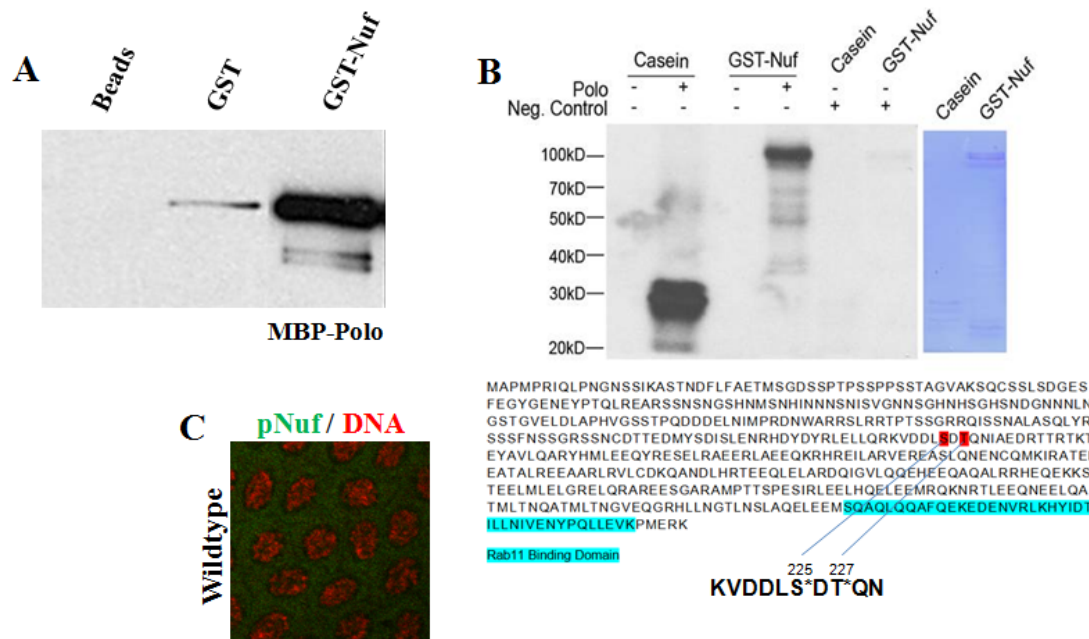 A
Beads
GST
GST-Nuf
MBP-Polo
B
Casein
GST-Nuf
Casein
GST-Nuf
Polo - + - +
Neg. Control + +
Casein
GST-Nuf
100kD
70kD
50kD
40kD
30kD
20kD
MAPMPRIQLPNGNSSIKASTNDFLFAETMSGDSSPTPSSPPSSTAGVAKSQCSSLSDGES
FEGYGENEYPTQLREARSSNSNGSHNMSNHINNNSNISVGNNSGHNHSGHSNDGNNNLN
GSTGVELDLAPHVGSSTPQDDDELNIMPRDNWARRSLRRTPTSSGRRQISSNALASQLYR
SSSFNSSGRSSNCDTTEDMYSDISLENRHDYDYRLELLQRKVDDLSDTQNIAEDRTTRTKT
EYAVLQARYHMLEEQYRESELRAEERLAEEQKRHREILARVEREASLQNENCQMKIRATE
EATALREEAARLRVLCDKQANDLHRTEEQLELARDQIGVLQQEHEEQAQALRRHEQEKKS
TEELMLELGRELQRAREESGARAMPTTSPESIRLEELHQELEEMRQKNRTLEEQNEELQA
TMLTNQATMLTNGVEQGRHLLNGTLNSLAQELEEMSQAQLQQAFQEKEDENVRLKHYIDT
ILLNIVENYPQLLEVKPMERK
Rab11 Binding Domain
225 227
KVDDLS*DT*QN
C
pNuf / DNA
Wildtype